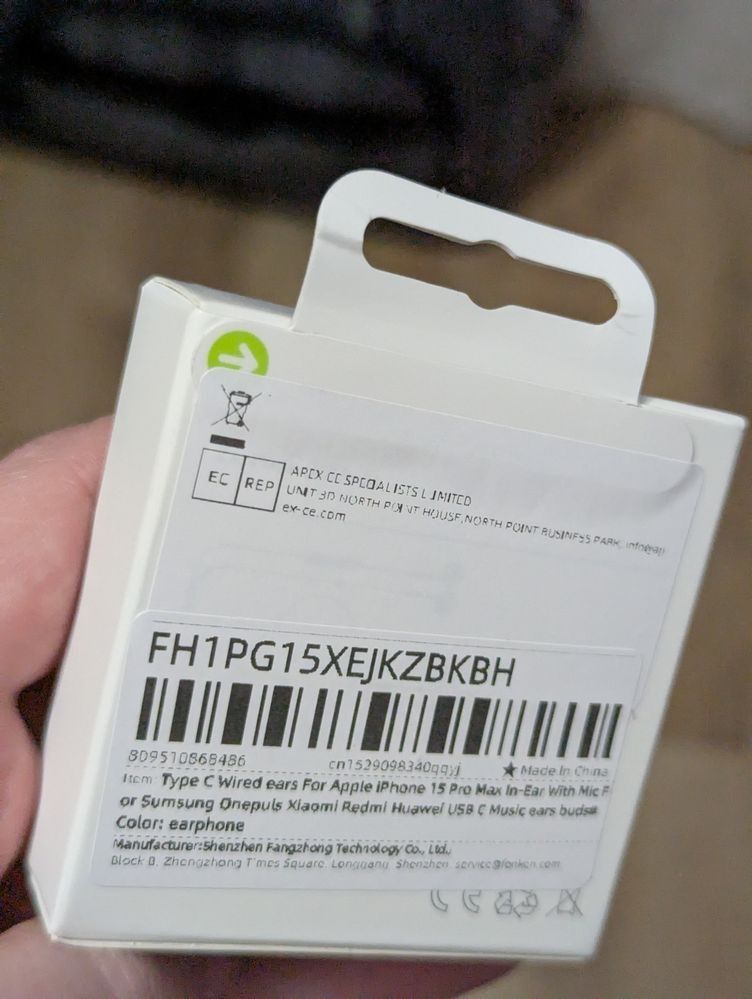 EC REP
APEX CE SPECIALISTS LIMITED
UNIT 3D NORTH POINT HOUSE,NORTH POINT BUSINESS PARK, info@ap
ex-ce.com
FH1PG15XEJKZBKBH
8D9510868486
cn1529098340qqyj
★ Made In China
Item: Type C Wired ears For Apple iPhone 15 Pro Max In-Ear With Mic F
or Sumsung Onepuls Xiaomi Redmi Huawei USB C Music ears buds#
Color: earphone
Manufacturer:Shenzhen Fangzhong Technology Co., Ltd.,
Block B, Zhongzhong Times Square, Longgang, Shenzhen, service@fonken.com